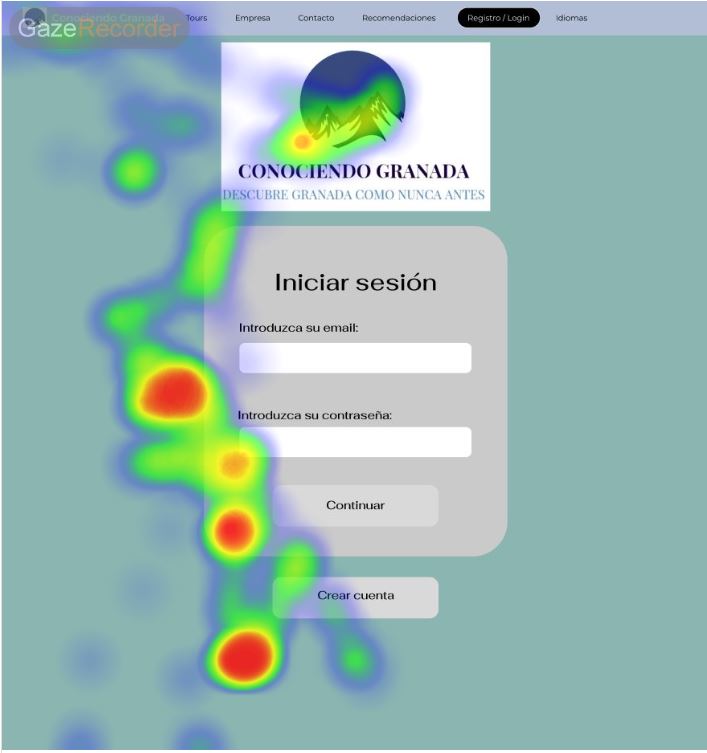 GazeRecorder
Conociendo Granada Tours Empresa Contacto Recomendaciones Registro / Login Idiomas
CONOCIENDO GRANADA
DESCUBRE GRANADA COMO NUNCA ANTES
Iniciar sesión
Introduzca su email:
Introduzca su contraseña:
Continuar
Crear cuenta